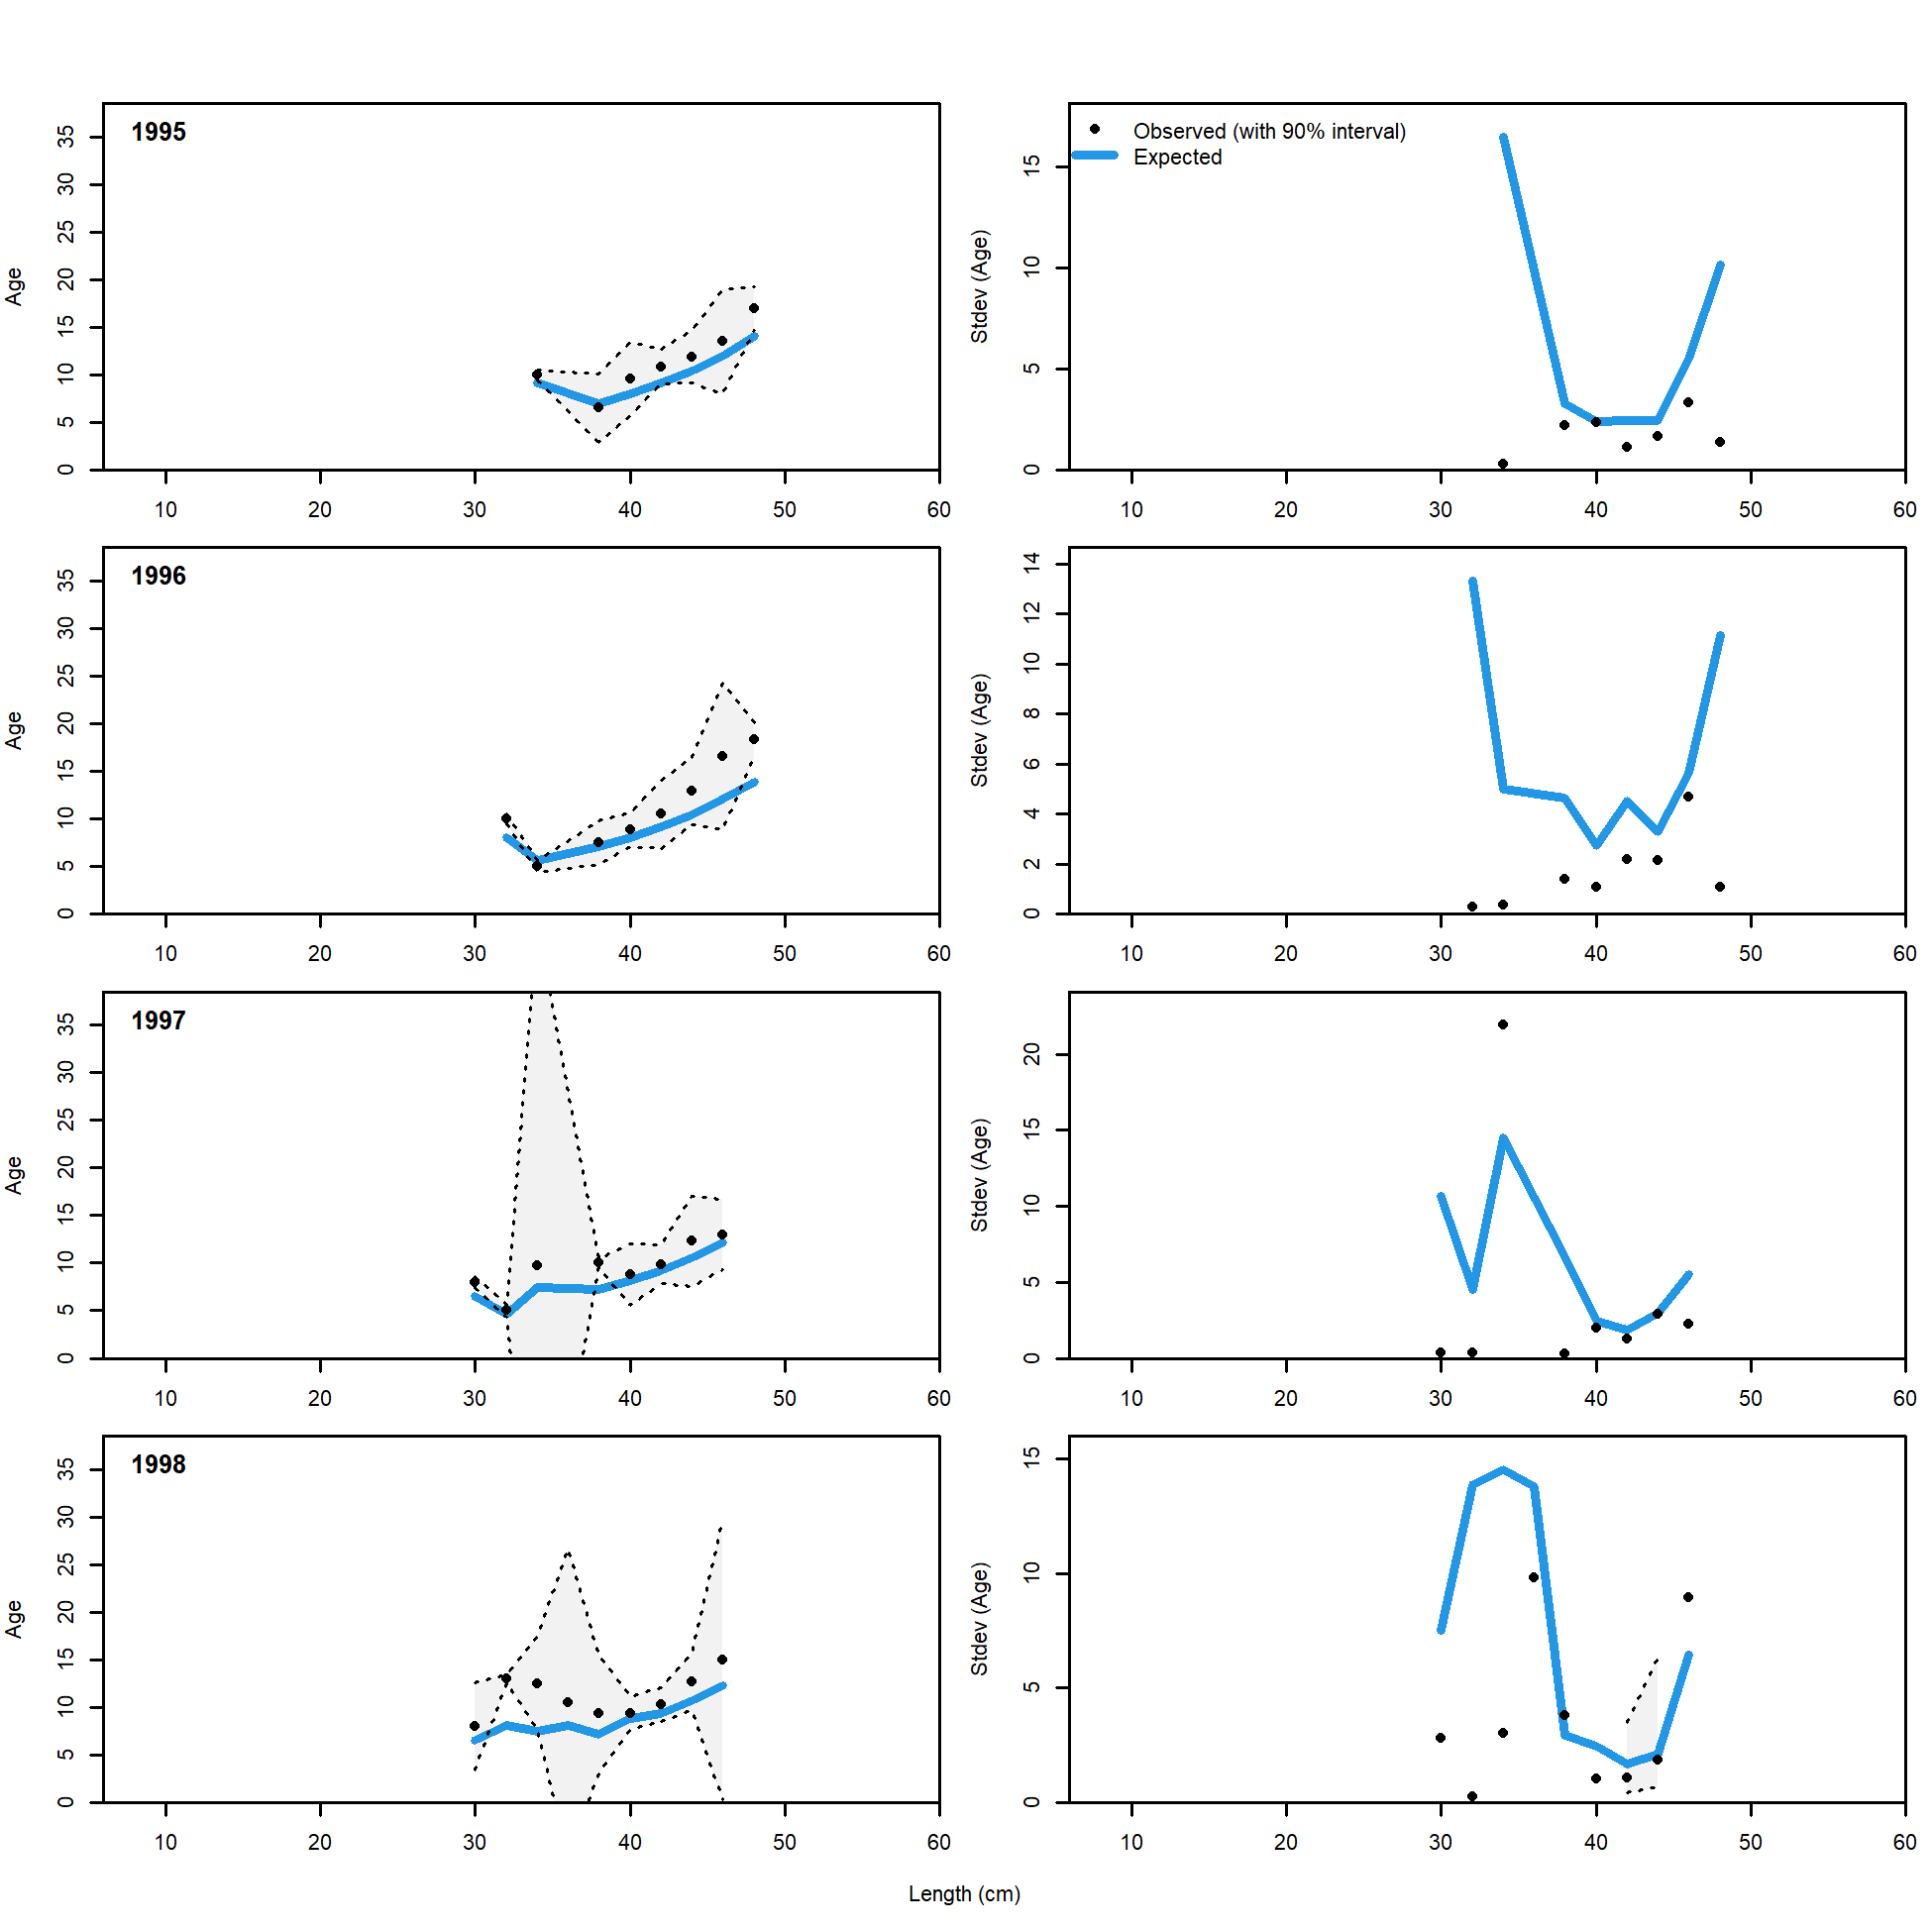 1995
Age
0 5 10 15 20 25 30 35
10 20 30 40 50 60
Observed (with 90% interval)
Expected
Stdev (Age)
0 5 10 15
10 20 30 40 50 60
1996
Age
0 5 10 15 20 25 30 35
10 20 30 40 50 60
Stdev (Age)
0 2 4 6 8 10 12 14
10 20 30 40 50 60
1997
Age
0 5 10 15 20 25 30 35
10 20 30 40 50 60
Stdev (Age)
0 5 10 15 20
10 20 30 40 50 60
1998
Age
0 5 10 15 20 25 30 35
10 20 30 40 50 60
Stdev (Age)
0 5 10 15
10 20 30 40 50 60
Length (cm)